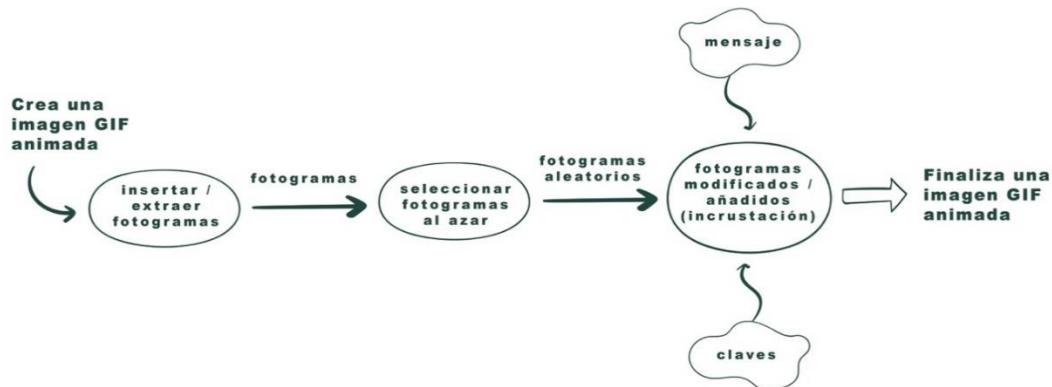 mensaje
Crea una
imagen GIF
animada
insertar /
extraer
fotogramas
fotogramas
seleccionar
fotogramas
al azar
fotogramas
aleatorios
fotogramas
modificados /
añadidos
(incrustación)
Finaliza una
imagen GIF
animada
claves